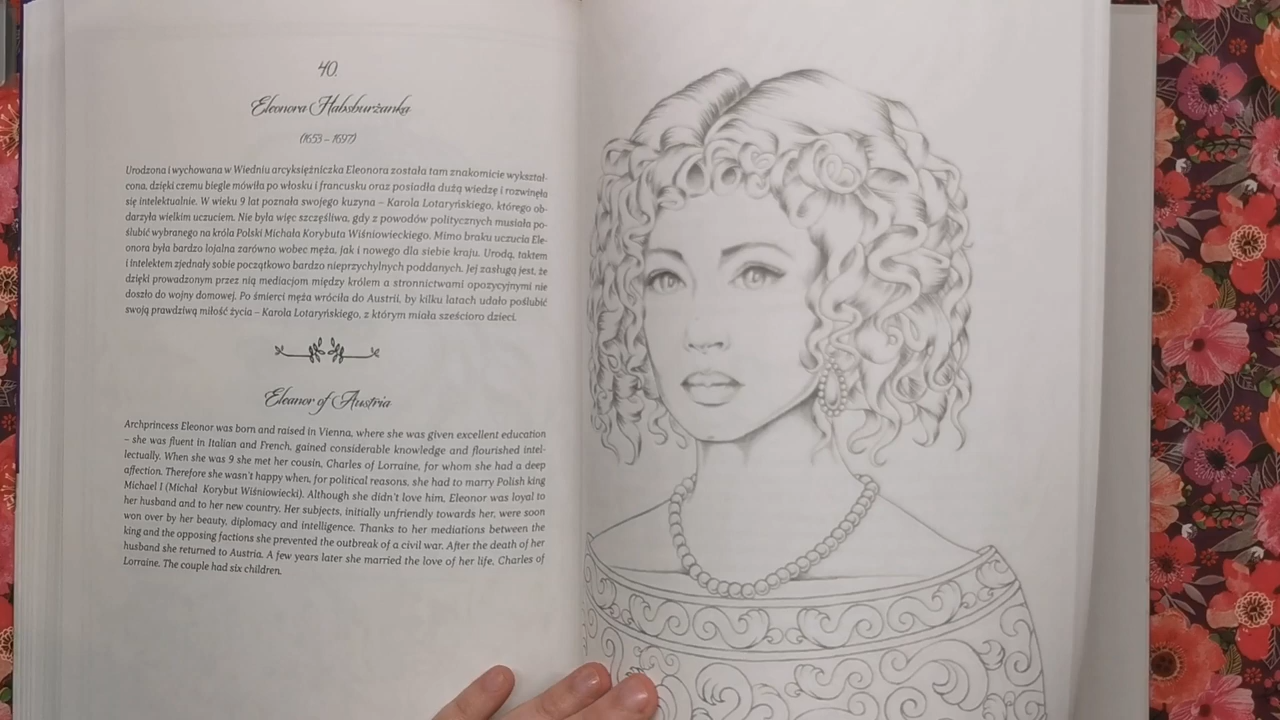 40.
Eleonora Habsburżanka
(1653 – 1697)
Urodzona i wychowana w Wiedniu arcyksiężniczka Eleonora została tam znakomicie wykształ-
cona, dzięki czemu biegle mówiła po włosku i francusku oraz posiadła dużą wiedzę i rozwinęła
się intelektualnie. W wieku 9 lat poznała swojego kuzyna – Karola Lotaryńskiego, którego ob-
darzyła wielkim uczuciem. Nie była więc szczęśliwa, gdy z powodów politycznych musiała po-
ślubić wybranego na króla Polski Michała Korybuta Wiśniowieckiego. Mimo braku uczucia Ele-
onora była bardzo lojalna zarówno wobec męża, jak i nowego dla siebie kraju. Urodą, taktem
i intelektem zjednały sobie początkowo bardzo nieprzychylnych poddanych. Jej zasługą jest, że
dzięki prowadzonym przez nią mediacjom między królem a stronnictwami opozycyjnymi nie
doszło do wojny domowej. Po śmierci męża wróciła do Austrii, by kilku latach udało poślubić
swoją prawdziwą miłość życia – Karola Lotaryńskiego, z którym miała sześcioro dzieci.
Eleanor of Austria
Archprincess Eleonor was born and raised in Vienna, where she was given excellent education
– she was fluent in Italian and French, gained considerable knowledge and flourished intel-
lectually. When she was 9 she met her cousin, Charles of Lorraine, for whom she had a deep
affection. Therefore she wasn't happy when, for political reasons, she had to marry Polish king
Michael I (Michał Korybut Wiśniowiecki). Although she didn't love him, Eleonor was loyal to
her husband and to her new country. Her subjects, initially unfriendly towards her, were soon
won over by her beauty, diplomacy and intelligence. Thanks to her mediations between the
king and the opposing factions she prevented the outbreak of a civil war. After the death of her
husband she returned to Austria. A few years later she married the love of her life, Charles of
Lorraine. The couple had six children.